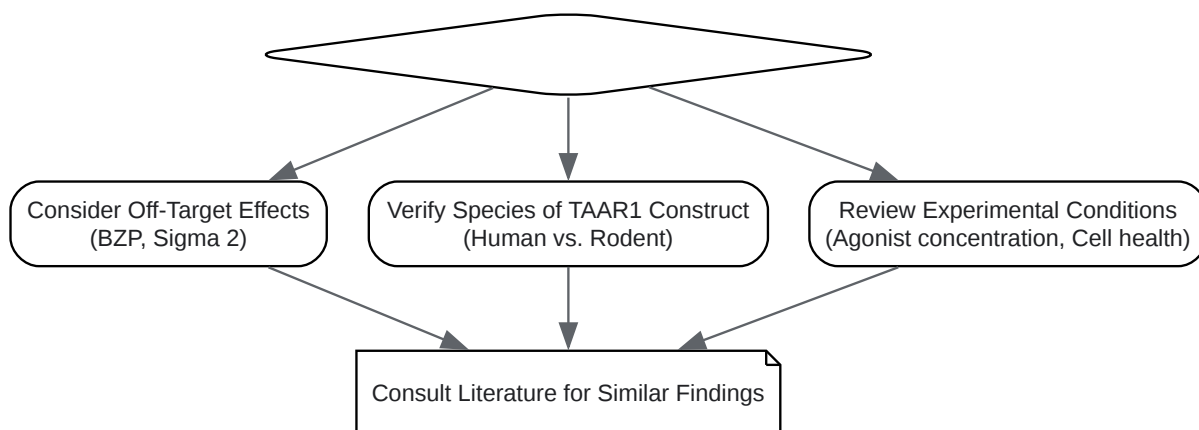 Consider Off-Target Effects
(BZP, Sigma 2)
Verify Species of TAAR1 Construct
(Human vs. Rodent)
Review Experimental Conditions
(Agonist concentration, Cell health)
Consult Literature for Similar Findings